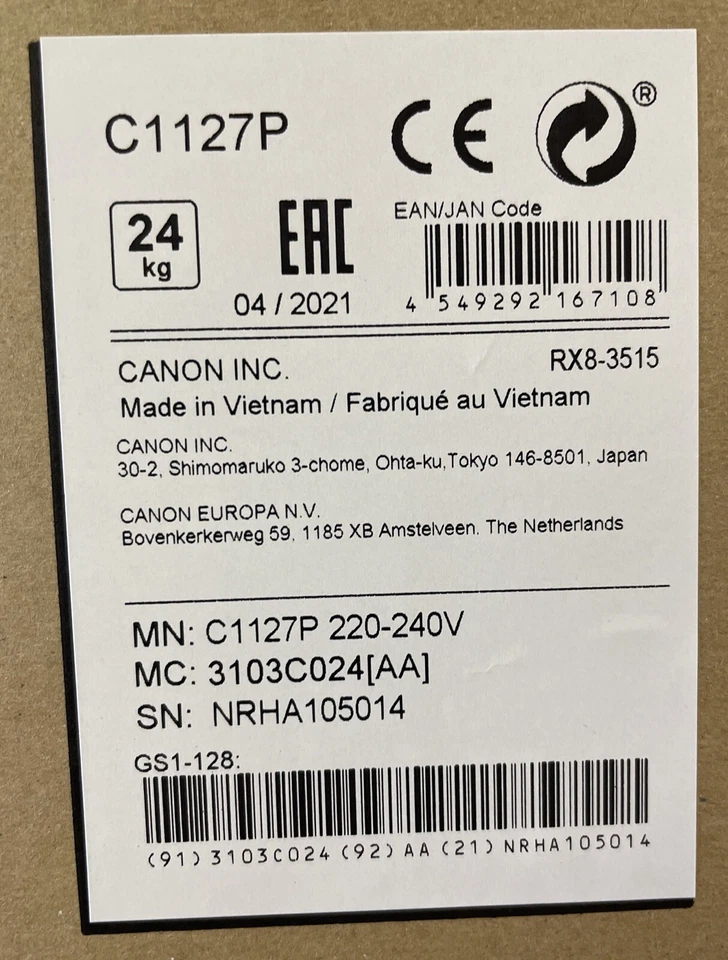 C1127P
CE
®
24
kg
EAC
04 / 2021
EAN/JAN Code
4 549292 167108
CANON INC.
RX8-3515
Made in Vietnam / Fabriqué au Vietnam
CANON INC.
30-2, Shimomaruko 3-chome, Ohta-ku,Tokyo 146-8501, Japan
CANON EUROPA N.V.
Bovenkerkerweg 59, 1185 XB Amstelveen. The Netherlands
MN: C1127P 220-240V
MC: 3103C024[AA]
SN: NRHA105014
GS1-128:
(91) 3103C024 (92) AA (21) NRHA105014